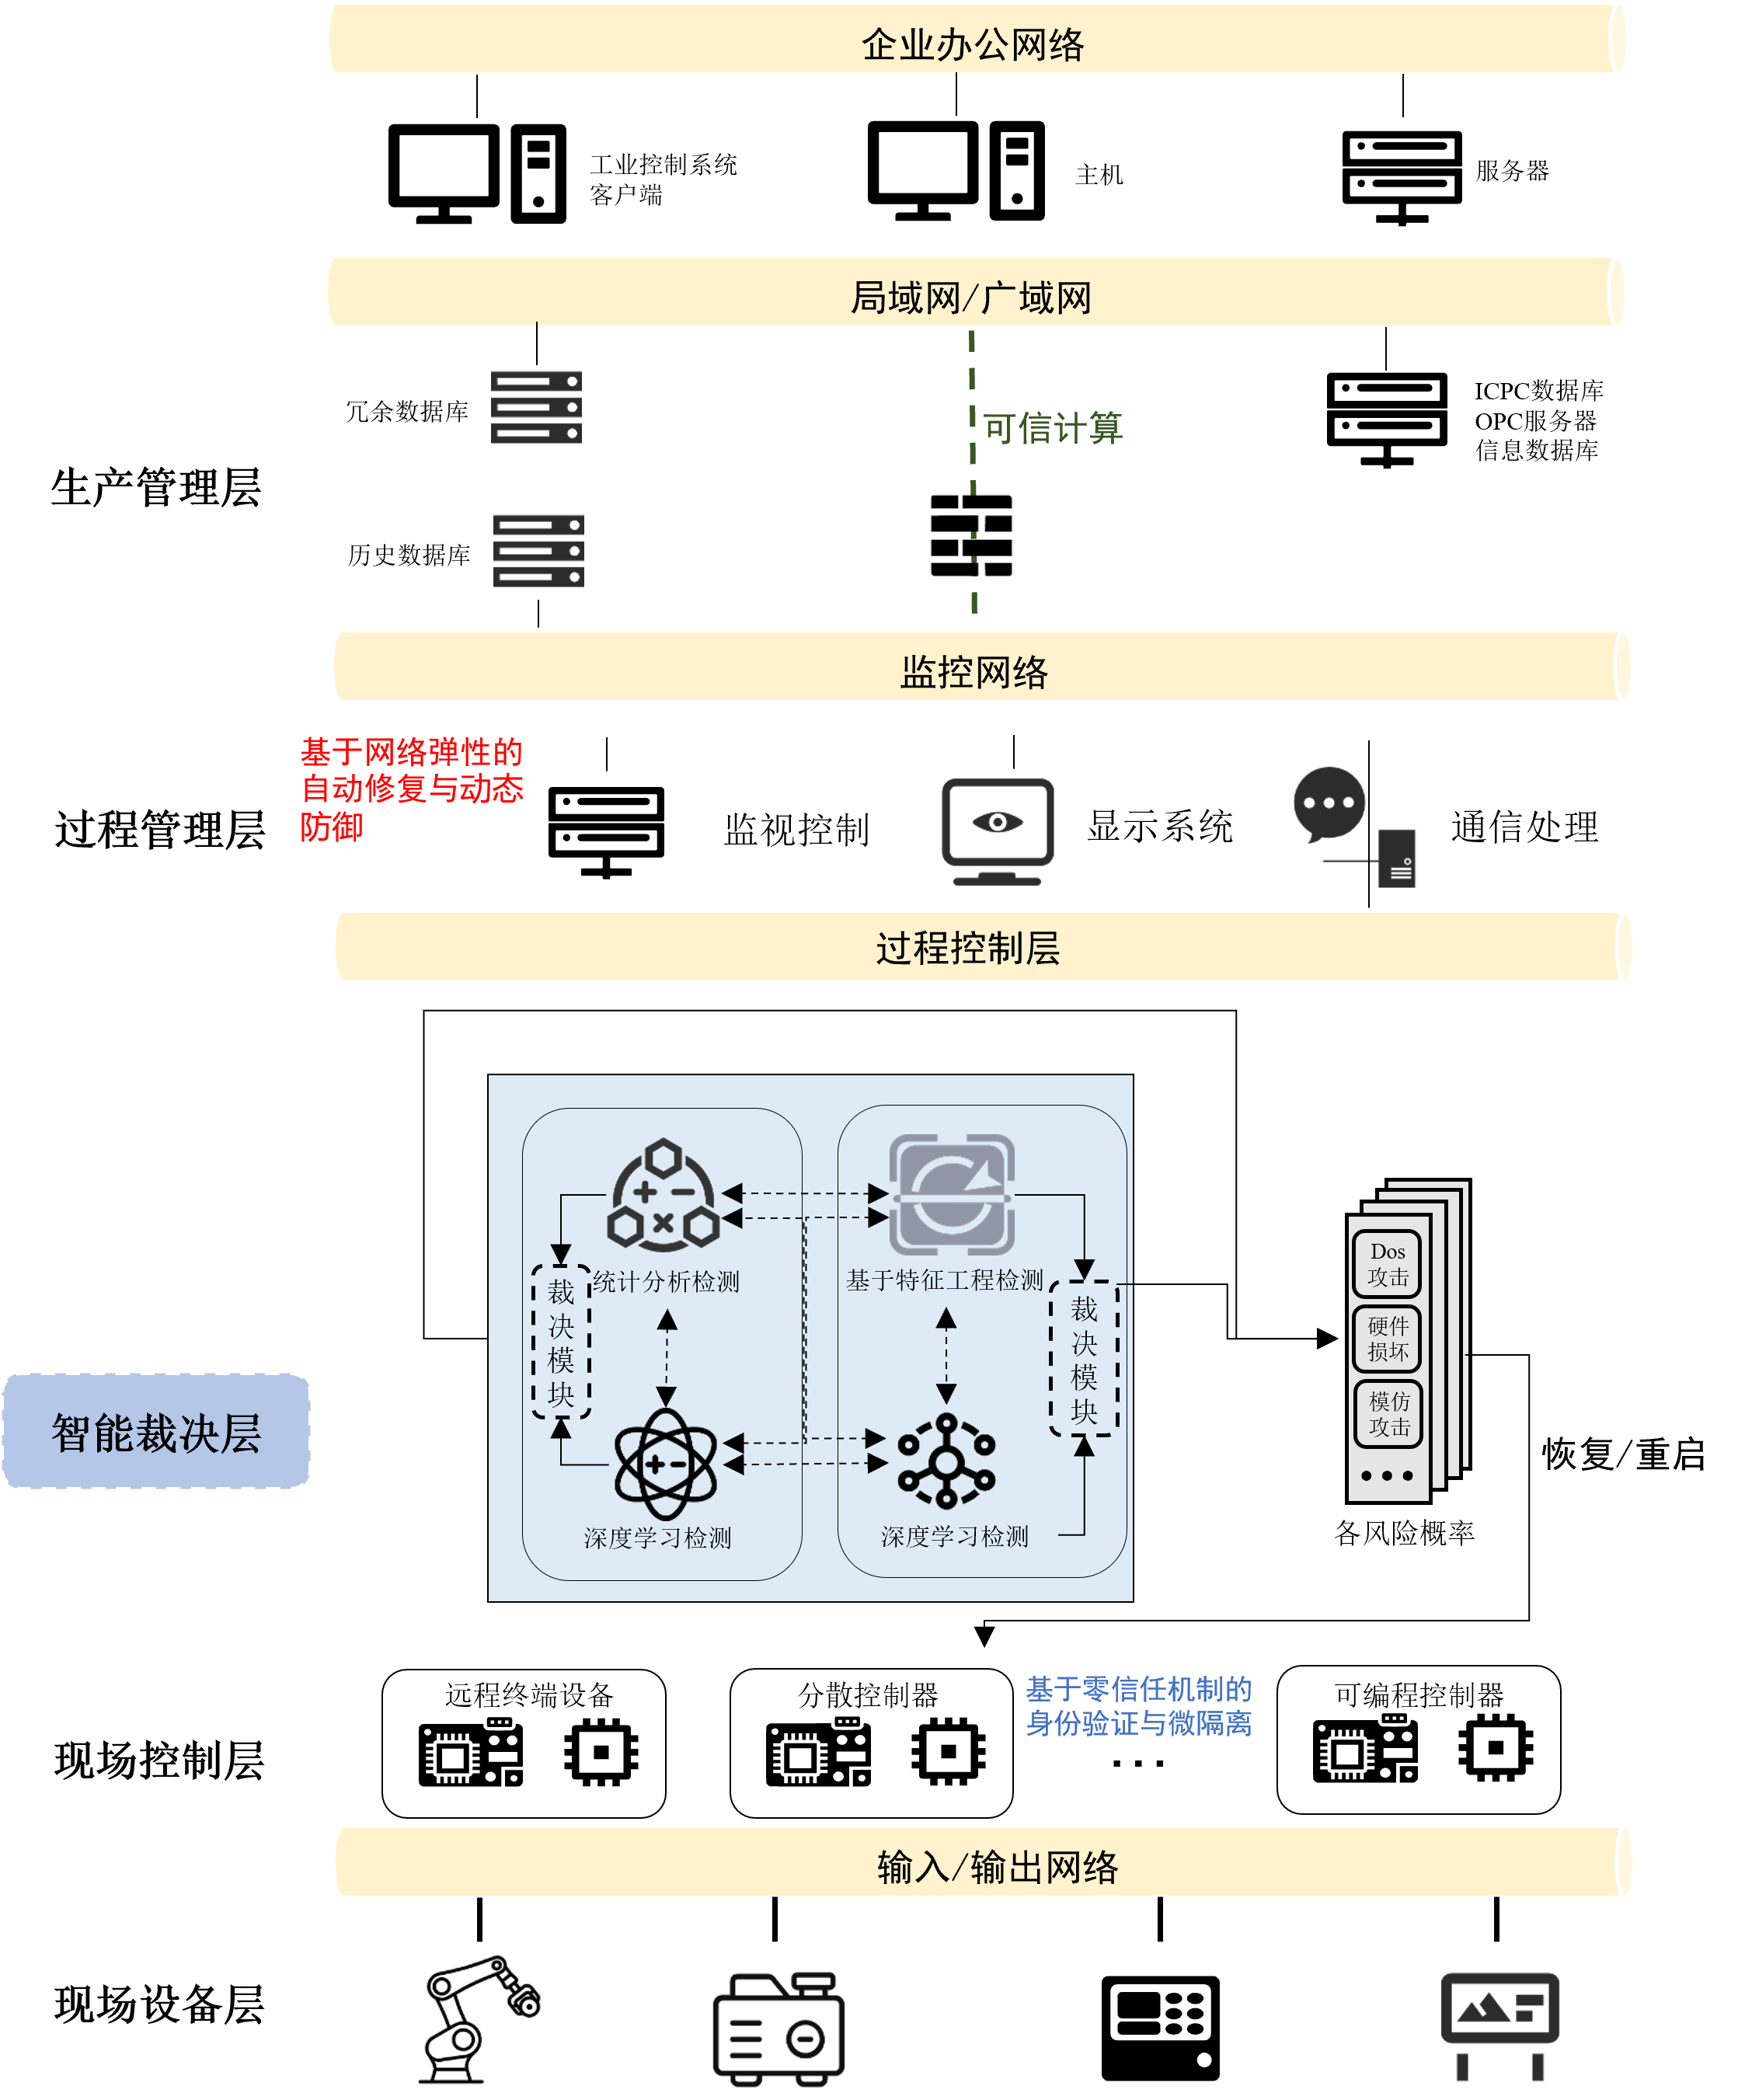 企业办公网络
工业控制系统
客户端
主机
服务器
局域网/广域网
冗余数据库
可信计算
ICPC数据库
OPC服务器
信息数据库
生产管理层
历史数据库
监控网络
基于网络弹性的
自动修复与动态
防御
过程管理层
监视控制
显示系统
通信处理
过程控制层
统计分析检测
基于特征工程检测
裁
决
模
块
裁
决
模
块
深度学习检测
深度学习检测
Dos
攻击
硬件
损坏
模仿
攻击
●●●
各风险概率
智能裁决层
恢复/重启
远程终端设备
分散控制器
基于零信任机制的
身份验证与微隔离
...
可编程控制器
现场控制层
输入/输出网络
现场设备层